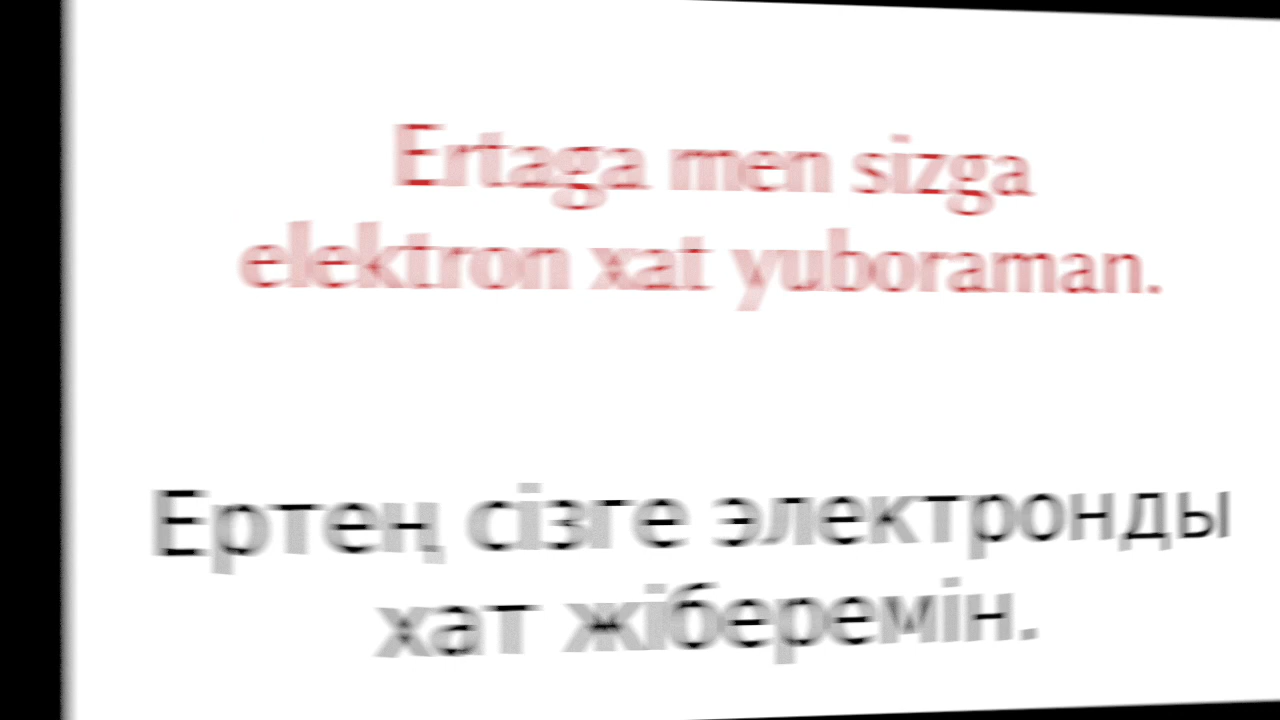 Ertaga men sizga
elektron xat yuboraman.
Ертең сізге электронды
хат жіберемін.